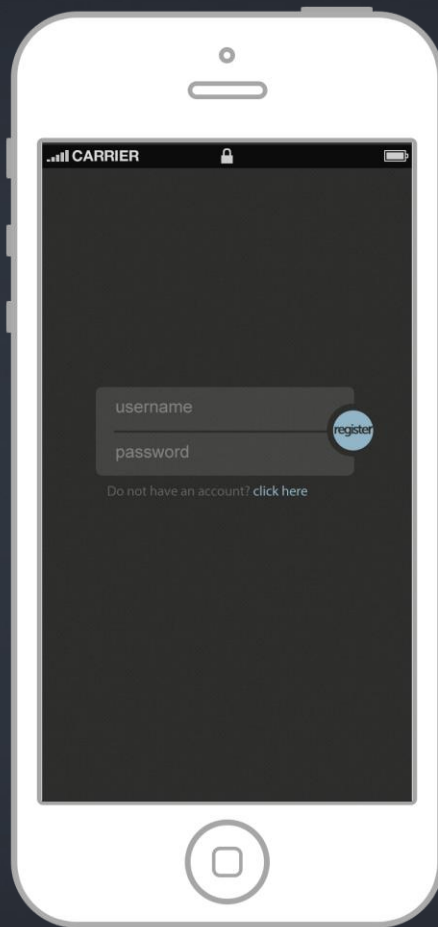 CARRIER
username
register
password
Do not have an account? click here